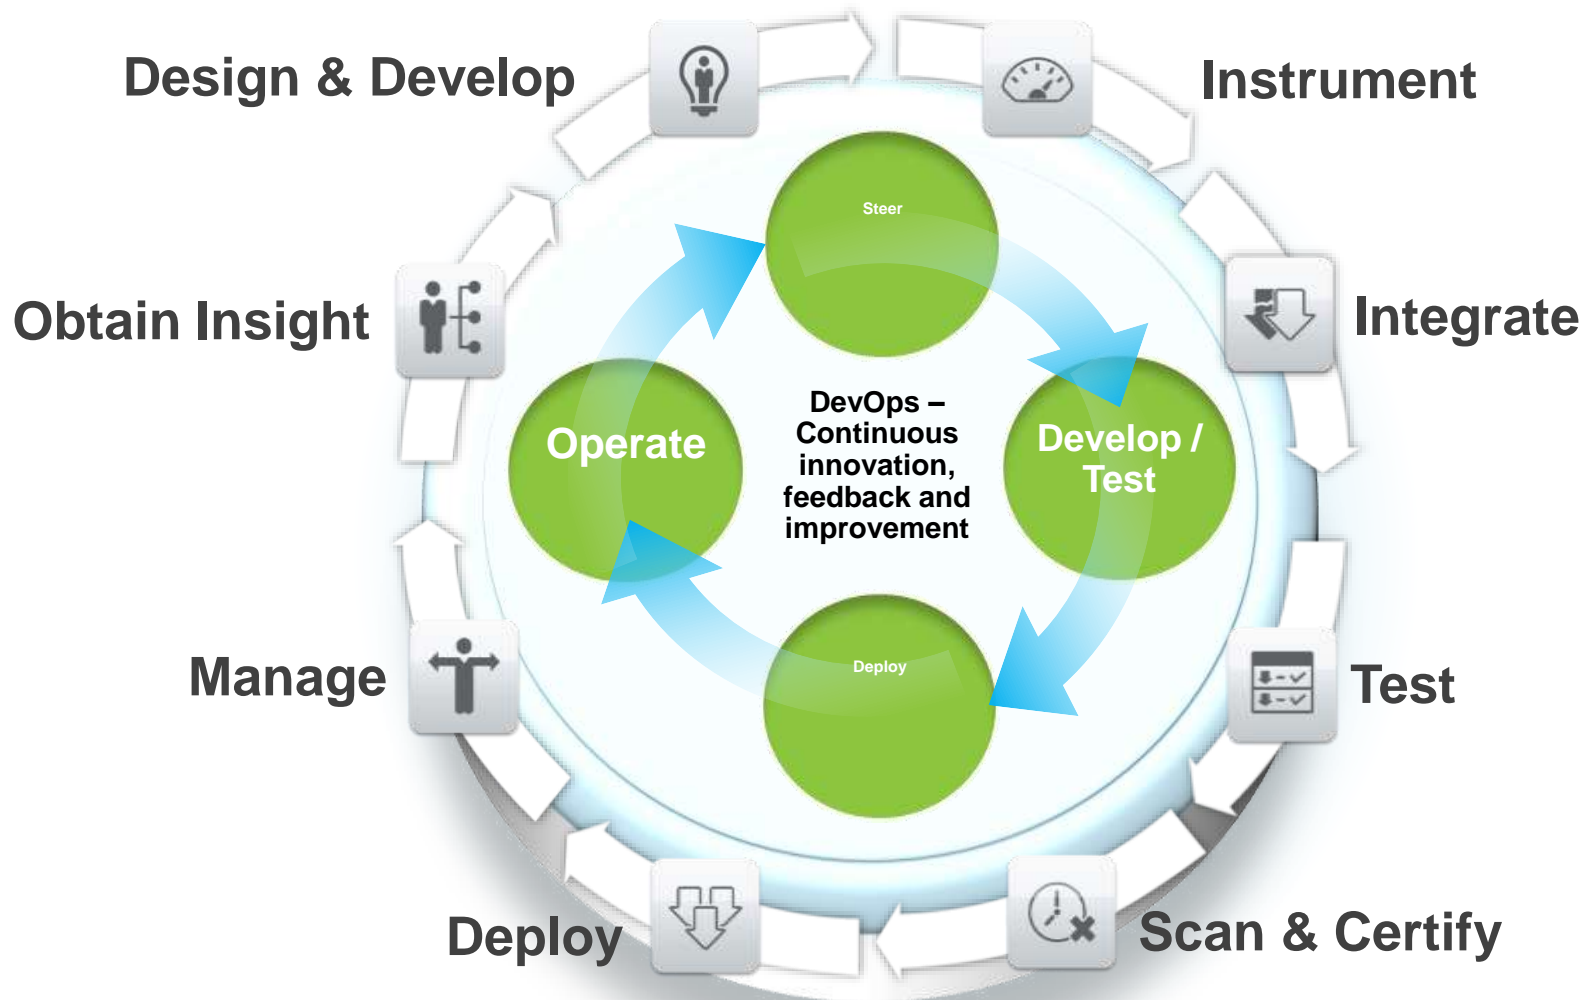 Design & Develop
Instrument
Steer
Obtain Insight
Integrate
DevOps –
Continuous
innovation,
feedback and
improvement
Operate
Develop /
Test
Manage
Deploy
Test
Deploy
Scan & Certify